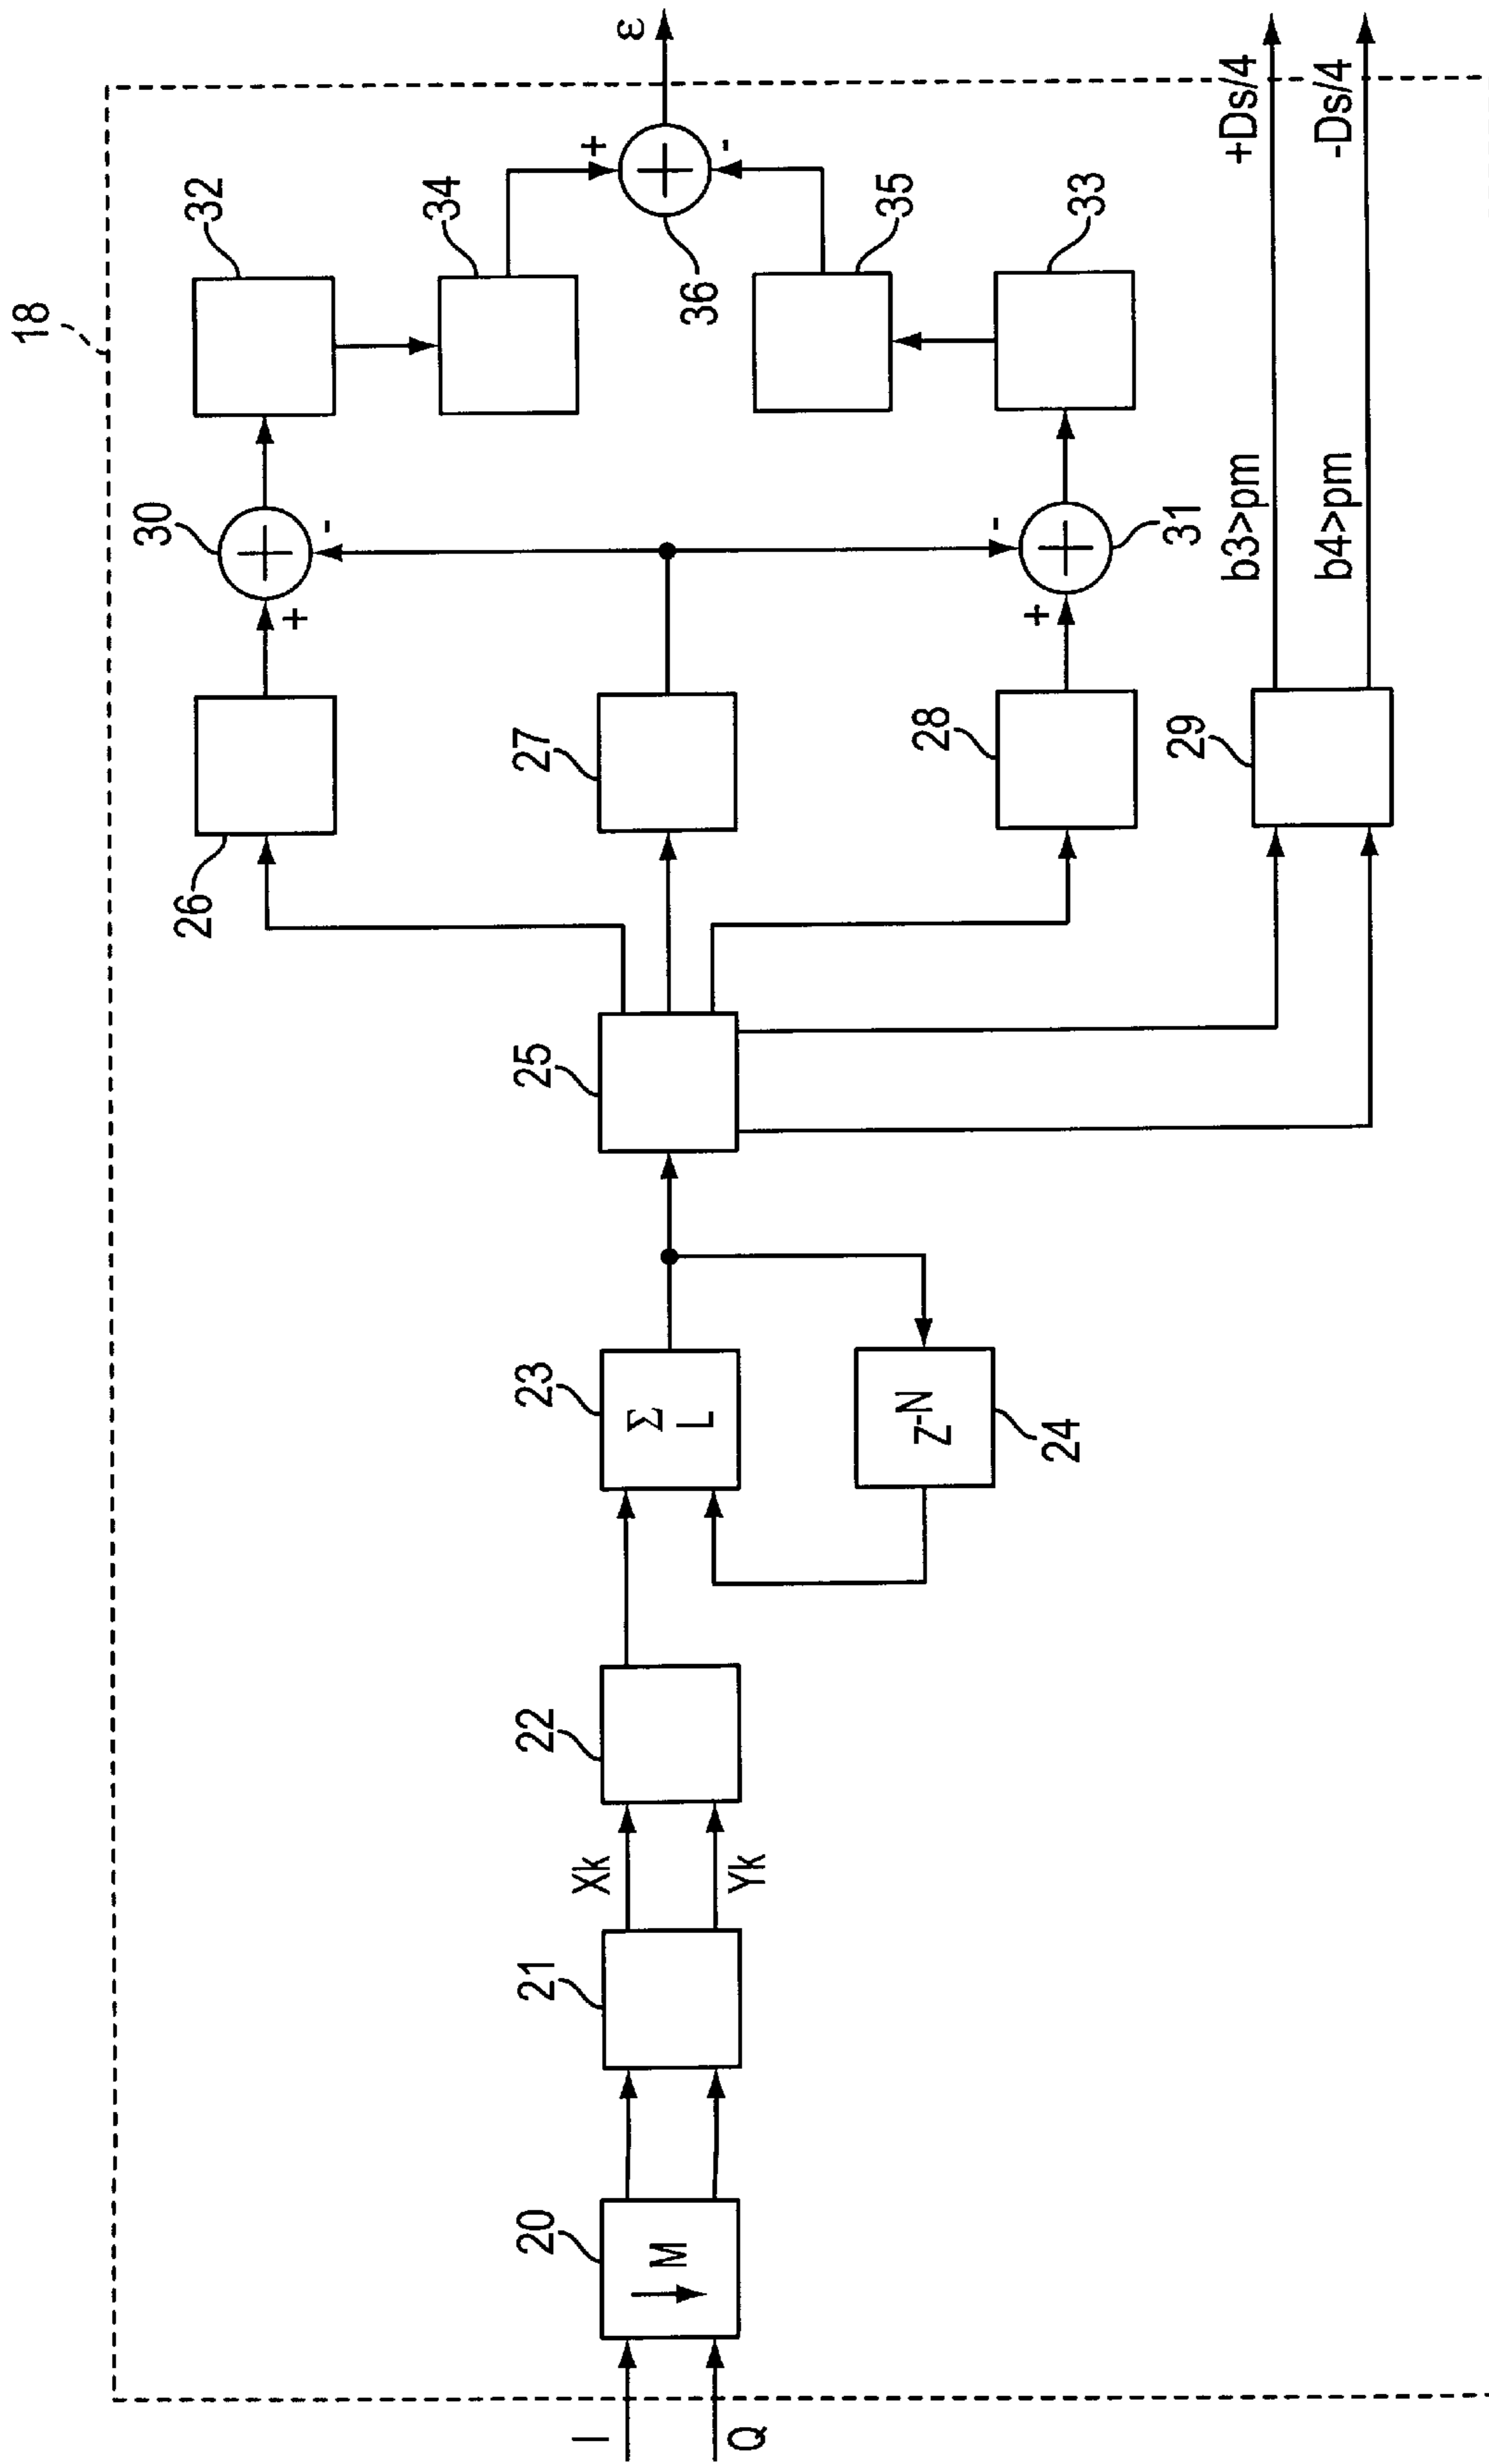 18
I
Q
20
M
21
Xk
Yk
22
23
Σ
L
z-N
24
25
26
27
28
29
+
-
30
-
+
31
32
34
+
-
36
35
33
ε
b3>pm
+Ds/4
b4>pm
-Ds/4